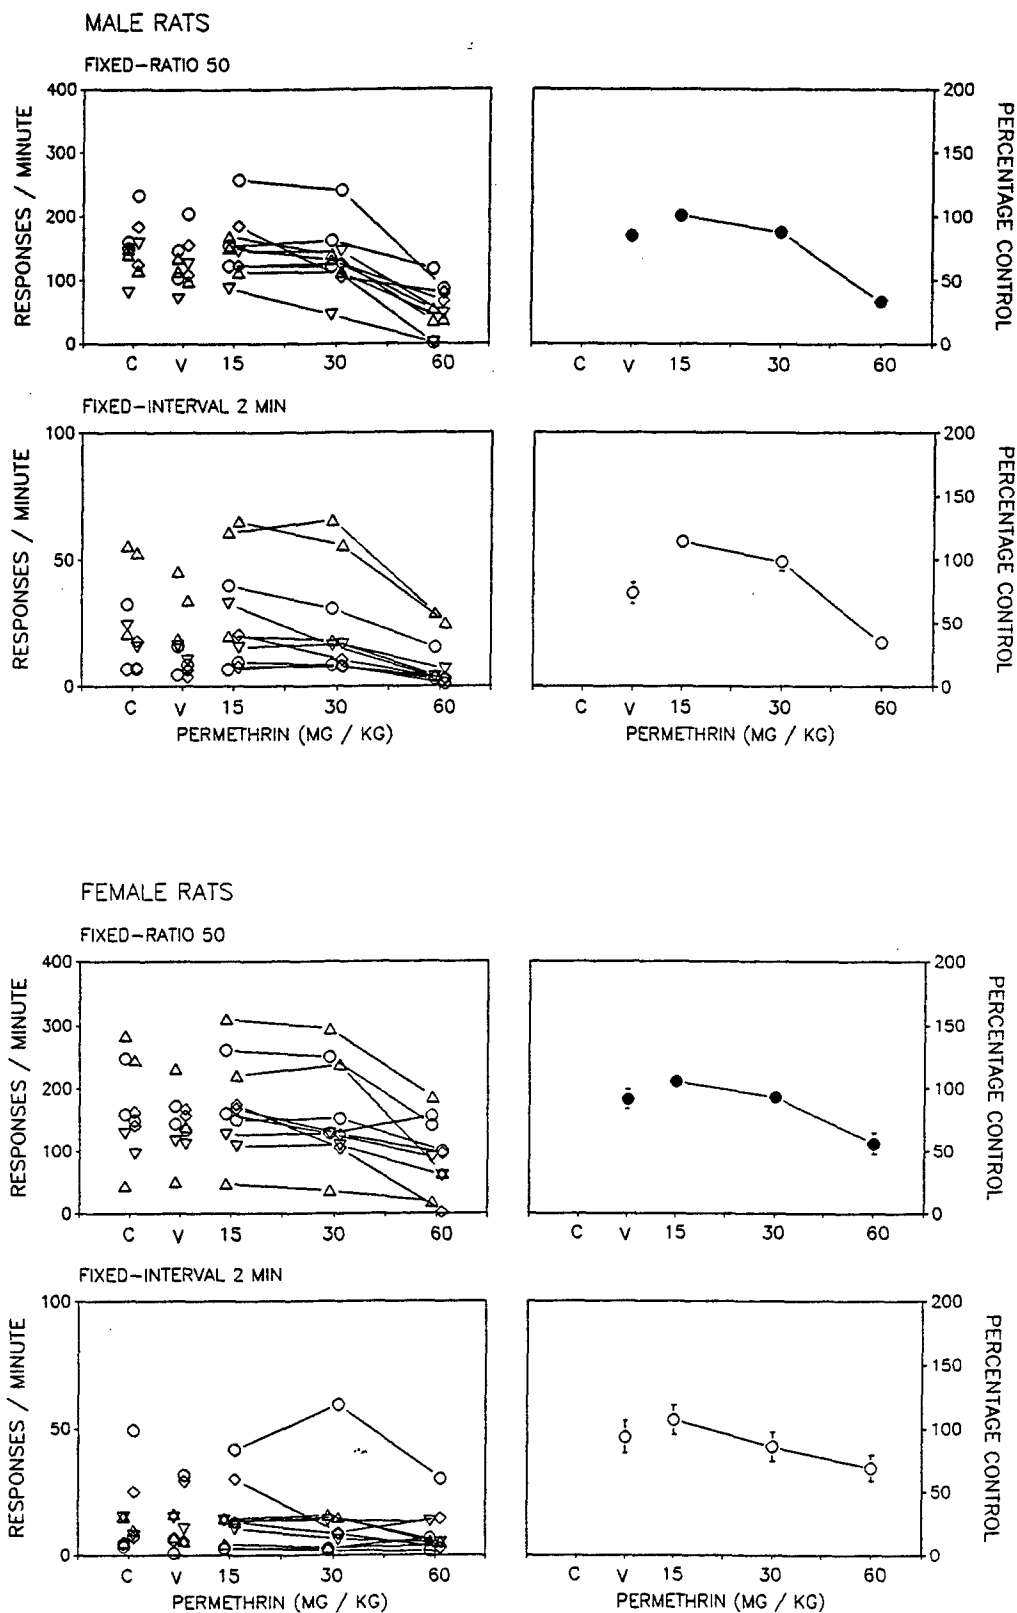 MALE RATS
FIXED-RATIO 50
400
300
200
100
0
RESPONSES / MINUTE
C V 15 30 60
200
150
100
50
0
PERCENTAGE CONTROL
C V 15 30 60
FIXED-INTERVAL 2 MIN
100
50
0
RESPONSES / MINUTE
C V 15 30 60
PERMETHRIN (MG / KG)
200
150
100
50
0
PERCENTAGE CONTROL
C V 15 30 60
PERMETHRIN (MG / KG)
FEMALE RATS
FIXED-RATIO 50
400
300
200
100
0
RESPONSES / MINUTE
C V 15 30 60
200
150
100
50
0
PERCENTAGE CONTROL
C V 15 30 60
FIXED-INTERVAL 2 MIN
100
50
0
RESPONSES / MINUTE
C V 15 30 60
PERMETHRIN (MG / KG)
200
150
100
50
0
PERCENTAGE CONTROL
C V 15 30 60
PERMETHRIN (MG / KG)